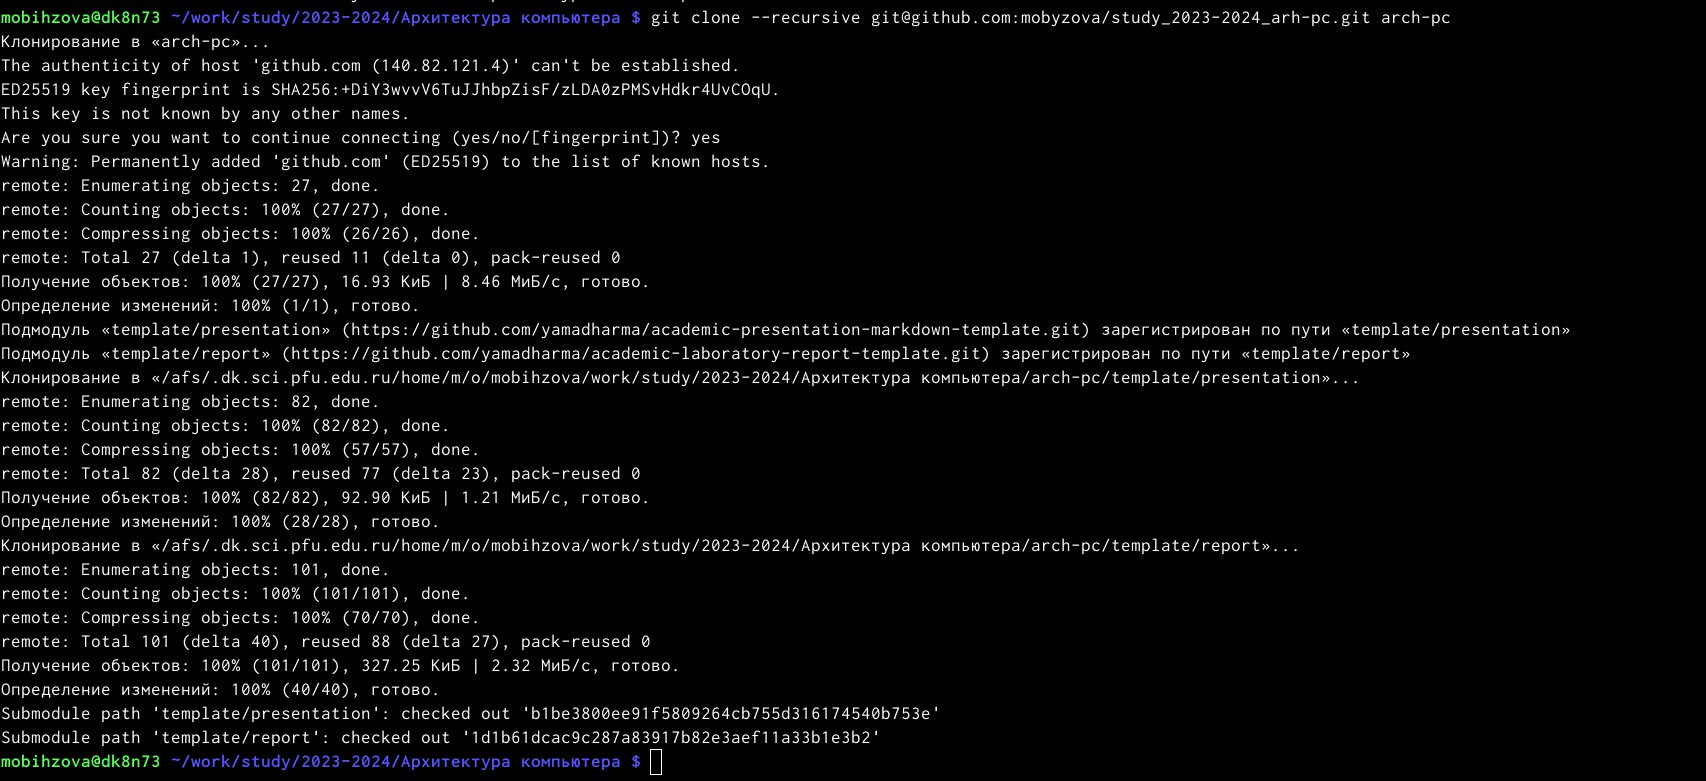 mobihzova@dk8n73 ~/work/study/2023-2024/Архитектура компьютера $ git clone --recursive git@github.com:mobyzova/study_2023-2024_arh-pc.git arch-pc
Клонирование в «arch-pc»...
The authenticity of host 'github.com (140.82.121.4)' can't be established.
ED25519 key fingerprint is SHA256:+DiY3wvvV6TuJJhbpZisF/zLDA0zPMSvHdkr4UvCOqU.
This key is not known by any other names.
Are you sure you want to continue connecting (yes/no/[fingerprint])? yes
Warning: Permanently added 'github.com' (ED25519) to the list of known hosts.
remote: Enumerating objects: 27, done.
remote: Counting objects: 100% (27/27), done.
remote: Compressing objects: 100% (26/26), done.
remote: Total 27 (delta 1), reused 11 (delta 0), pack-reused 0
Получение объектов: 100% (27/27), 16.93 КиБ | 8.46 МиБ/с, готово.
Определение изменений: 100% (1/1), готово.
Подмодуль «template/presentation» (https://github.com/yamadharma/academic-presentation-markdown-template.git) зарегистрирован по пути «template/presentation»
Подмодуль «template/report» (https://github.com/yamadharma/academic-laboratory-report-template.git) зарегистрирован по пути «template/report»
Клонирование в «/afs/.dk.sci.pfu.edu.ru/home/m/o/mobihzova/work/study/2023-2024/Архитектура компьютера/arch-pc/template/presentation»...
remote: Enumerating objects: 82, done.
remote: Counting objects: 100% (82/82), done.
remote: Compressing objects: 100% (57/57), done.
remote: Total 82 (delta 28), reused 77 (delta 23), pack-reused 0
Получение объектов: 100% (82/82), 92.90 КиБ | 1.21 МиБ/с, готово.
Определение изменений: 100% (28/28), готово.
Клонирование в «/afs/.dk.sci.pfu.edu.ru/home/m/o/mobihzova/work/study/2023-2024/Архитектура компьютера/arch-pc/template/report»...
remote: Enumerating objects: 101, done.
remote: Counting objects: 100% (101/101), done.
remote: Compressing objects: 100% (70/70), done.
remote: Total 101 (delta 40), reused 88 (delta 27), pack-reused 0
Получение объектов: 100% (101/101), 327.25 КиБ | 2.32 МиБ/с, готово.
Определение изменений: 100% (40/40), готово.
Submodule path 'template/presentation': checked out 'b1be3800ee91f5809264cb755d316174540b753e'
Submodule path 'template/report': checked out '1d1b61dcac9c287a83917b82e3aef11a33b1e3b2'
mobihzova@dk8n73 ~/work/study/2023-2024/Архитектура компьютера $